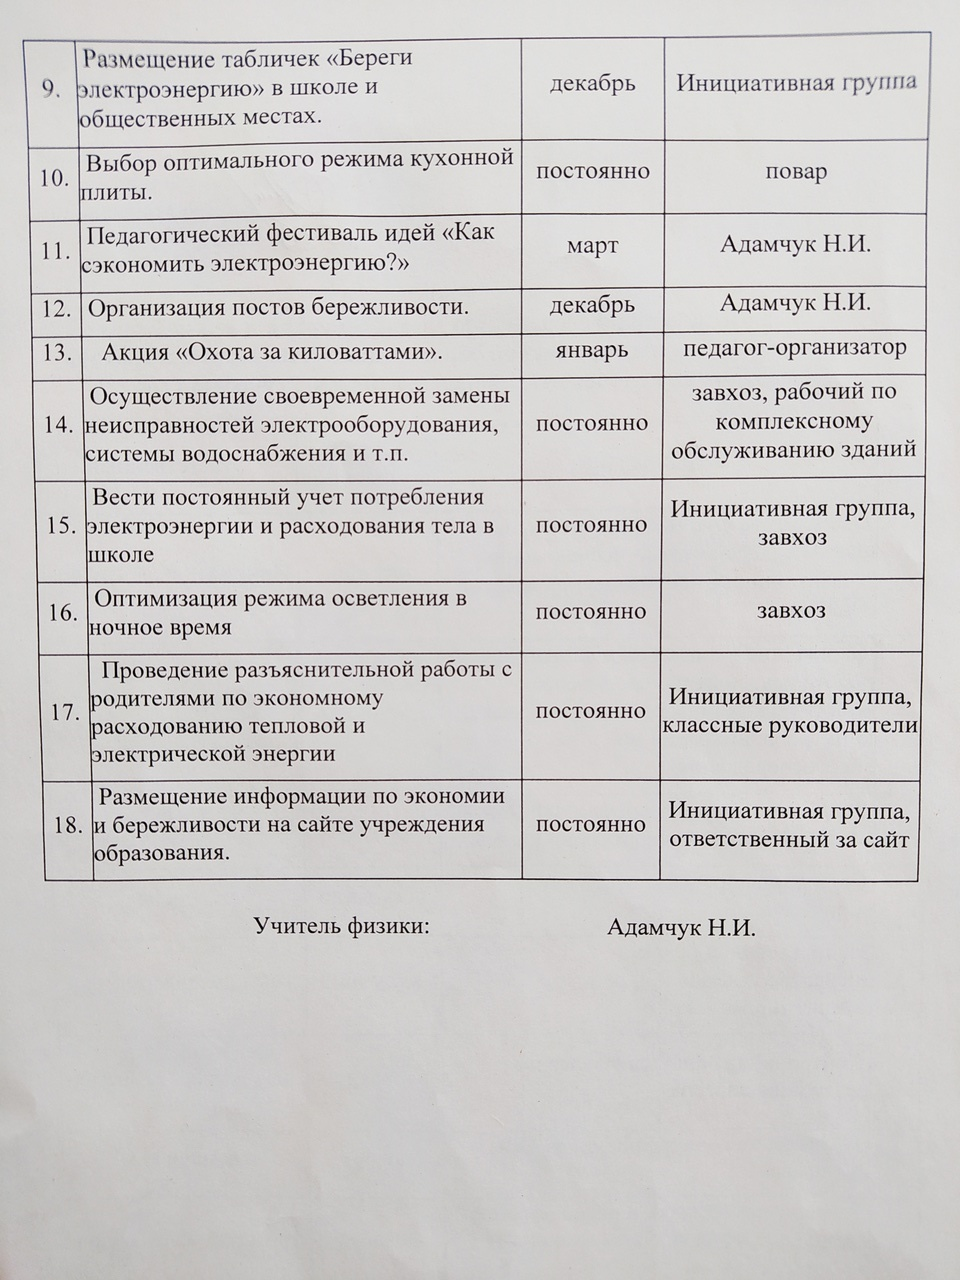 9.
Размещение табличек «Береги
электроэнергию» в школе и
общественных местах.
декабрь
Инициативная группа
10.
Выбор оптимального режима кухонной
плиты.
постоянно
повар
11.
Педагогический фестиваль идей «Как
сэкономить электроэнергию?»
март
Адамчук Н.И.
12.
Организация постов бережливости.
декабрь
Адамчук Н.И.
13.
Акция «Охота за киловаттами».
январь
педагог-организатор
14.
Осуществление своевременной замены
неисправностей электрооборудования,
системы водоснабжения и т.п.
постоянно
завхоз, рабочий по
комплексному
обслуживанию зданий
15.
Вести постоянный учет потребления
электроэнергии и расходования тела в
школе
постоянно
Инициативная группа,
завхоз
16.
Оптимизация режима осветления в
ночное время
постоянно
завхоз
17.
Проведение разъяснительной работы с
родителями по экономному
расходованию тепловой и
электрической энергии
постоянно
Инициативная группа,
классные руководители
18.
Размещение информации по экономии
и бережливости на сайте учреждения
образования.
постоянно
Инициативная группа,
ответственный за сайт
Учитель физики: Адамчук Н.И.